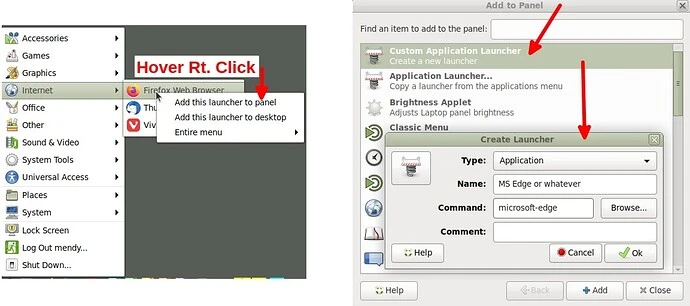 Accessories
Games
Graphics
Internet
Office
Other
Sound & Video
System Tools
Universal Access
Places
System
Lock Screen
Log Out mendy...
Shut Down...
Hover Rt. Click
Firefox Web Browser
Thu
Viv
Add this launcher to panel
Add this launcher to desktop
Entire menu
Add to Panel
Find an item to add to the panel:
Custom Application Launcher
Create a new launcher
Application Launcher...
Copy a launcher from the applications menu
Brightness Applet
Adjusts Laptop panel brightness
Classic Menu
Create Launcher
Type: Application
Name: MS Edge or whatever
Command: microsoft-edge Browse...
Comment:
Help Cancel Ok
Help Back Add Close